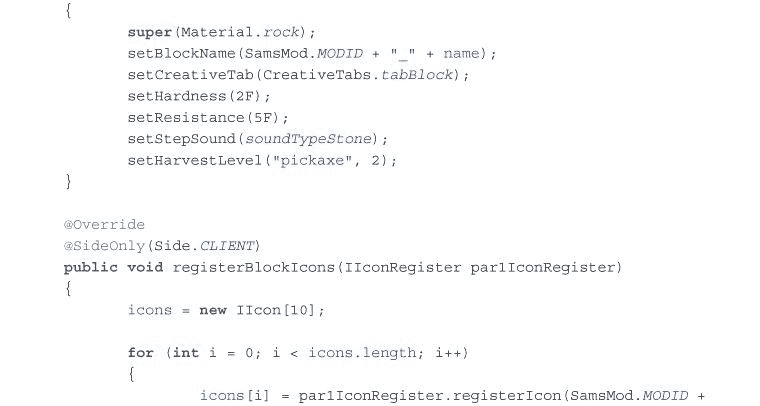 {
super(Material.rock);
setBlockName(SamsMod.MODID + "_" + name);
setCreativeTab(CreativeTabs.tabBlock);
setHardness(2F);
setResistance(5F);
setStepSound(soundTypeStone);
setHarvestLevel("pickaxe", 2);
}
@Override
@SideOnly(Side.CLIENT)
public void registerBlockIcons(IIconRegister par1IconRegister)
{
icons = new IIcon[10];
for (int i = 0; i < icons.length; i++)
{
icons[i] = par1IconRegister.registerIcon(SamsMod.MODID +